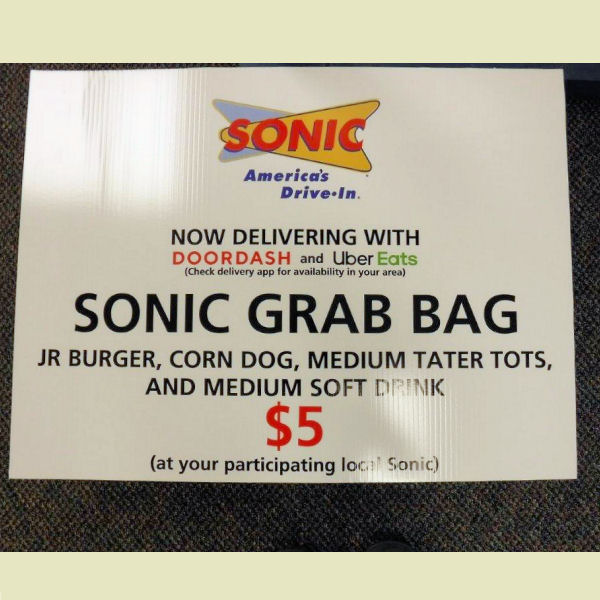 SONIC
America's
Drive-In.
NOW DELIVERING WITH
DOORDASH and Uber Eats
(Check delivery app for availability in your area)
SONIC GRAB BAG
JR BURGER, CORN DOG, MEDIUM TATER TOTS,
AND MEDIUM SOFT DRINK
$5
(at your participating local Sonic)